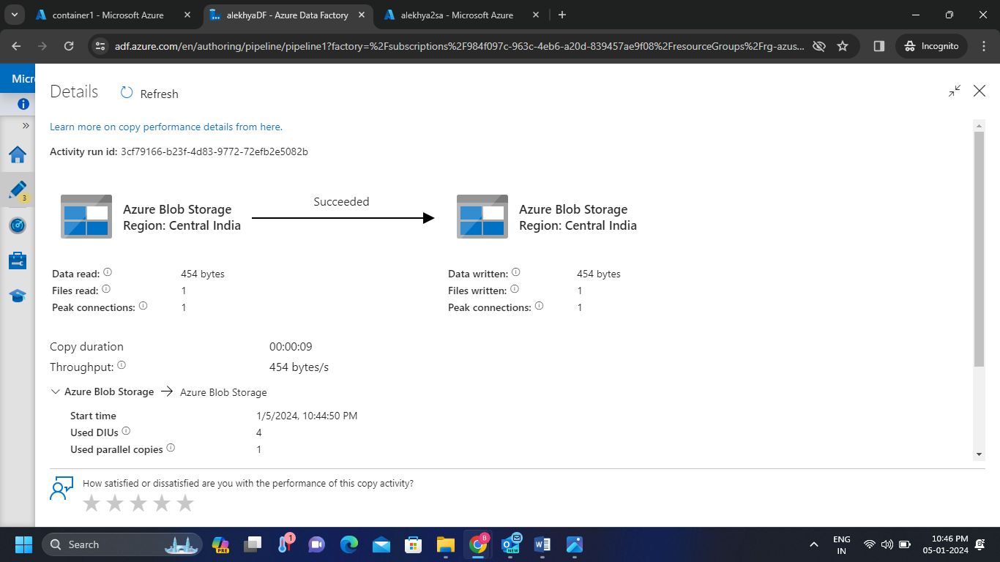 container1 - Microsoft Azure
alekhyaDF - Azure Data Factory
alekhya2sa - Microsoft Azure
adf.azure.com/en/authoring/pipeline/pipeline1?factory=%2Fsubscriptions%2F984f097c-963c-4eb6-a20d-839457ae9f08%2FresourceGroups%2Frg-azus...
Incognito
Micr
Details
Refresh
Learn more on copy performance details from here.
Activity run id: 3cf79166-b23f-4d83-9772-72efb2e5082b
3
Succeeded
Azure Blob Storage
Region: Central India
Azure Blob Storage
Region: Central India
Data read: 454 bytes
Files read: 1
Peak connections: 1
Data written: 454 bytes
Files written: 1
Peak connections: 1
Copy duration 00:00:09
Throughput: 454 bytes/s
Azure Blob Storage → Azure Blob Storage
Start time 1/5/2024, 10:44:50 PM
Used DIUs 4
Used parallel copies 1
How satisfied or dissatisfied are you with the performance of this copy activity?
Search
PRE
1
B
NEW
ENG
IN
10:46 PM
05-01-2024